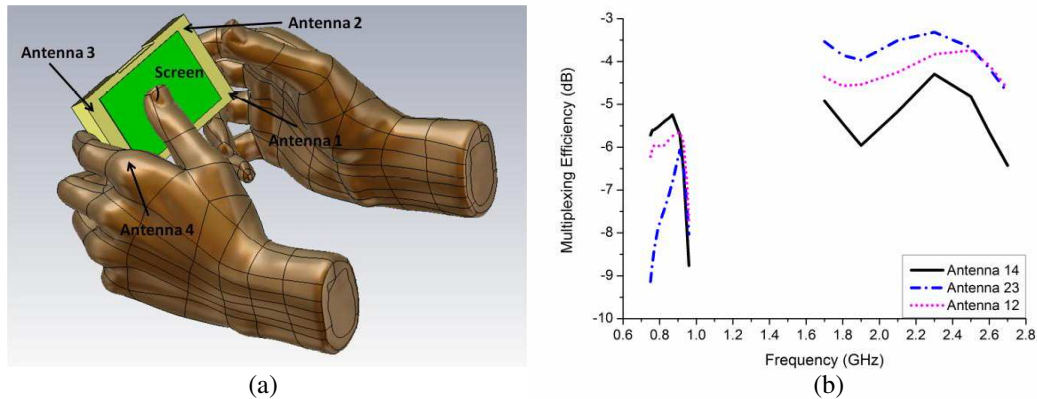 Antenna 2
Antenna 3
Screen
Antenna 1
Antenna 4
(a)
Multiplexing Efficiency (dB)
-3
-4
-5
-6
-7
-8
-9
-10
0.6 0.8 1.0 1.2 1.4 1.6 1.8 2.0 2.2 2.4 2.6 2.8
Frequency (GHz)
Antenna 14
Antenna 23
Antenna 12
(b)